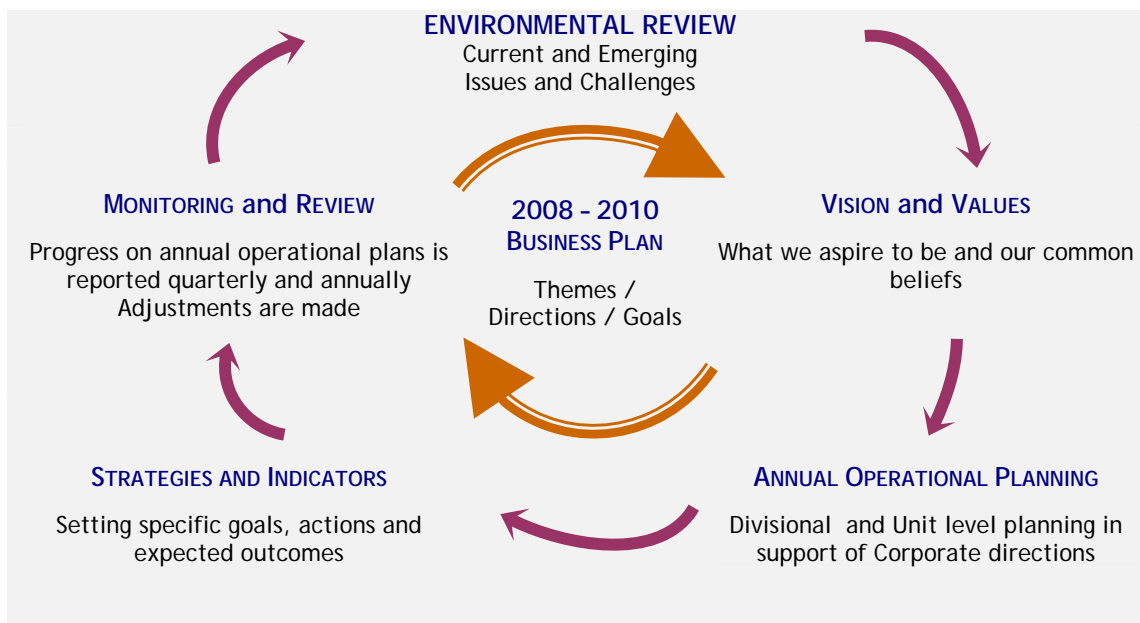 ENVIRONMENTAL REVIEW
Current and Emerging
Issues and Challenges
MONITORING and REVIEW
Progress on annual operational plans is
reported quarterly and annually
Adjustments are made
2008 - 2010
BUSINESS PLAN
Themes /
Directions / Goals
VISION and VALUES
What we aspire to be and our common
beliefs
STRATEGIES AND INDICATORS
Setting specific goals, actions and
expected outcomes
ANNUAL OPERATIONAL PLANNING
Divisional and Unit level planning in
support of Corporate directions